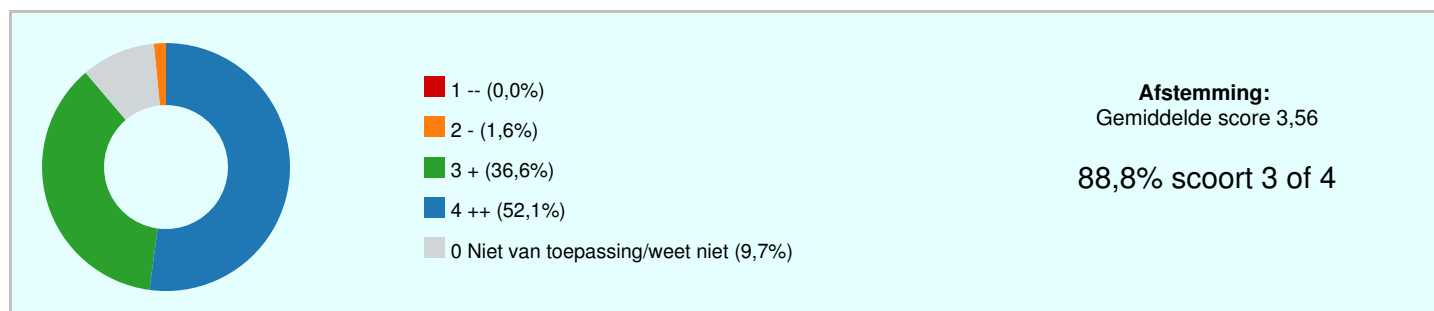 1 -- (0,0%)
2 - (1,6%)
3 + (36,6%)
4 ++ (52,1%)
0 Niet van toepassing/weet niet (9,7%)
Afstemming:
Gemiddelde score 3,56
88,8% scoort 3 of 4